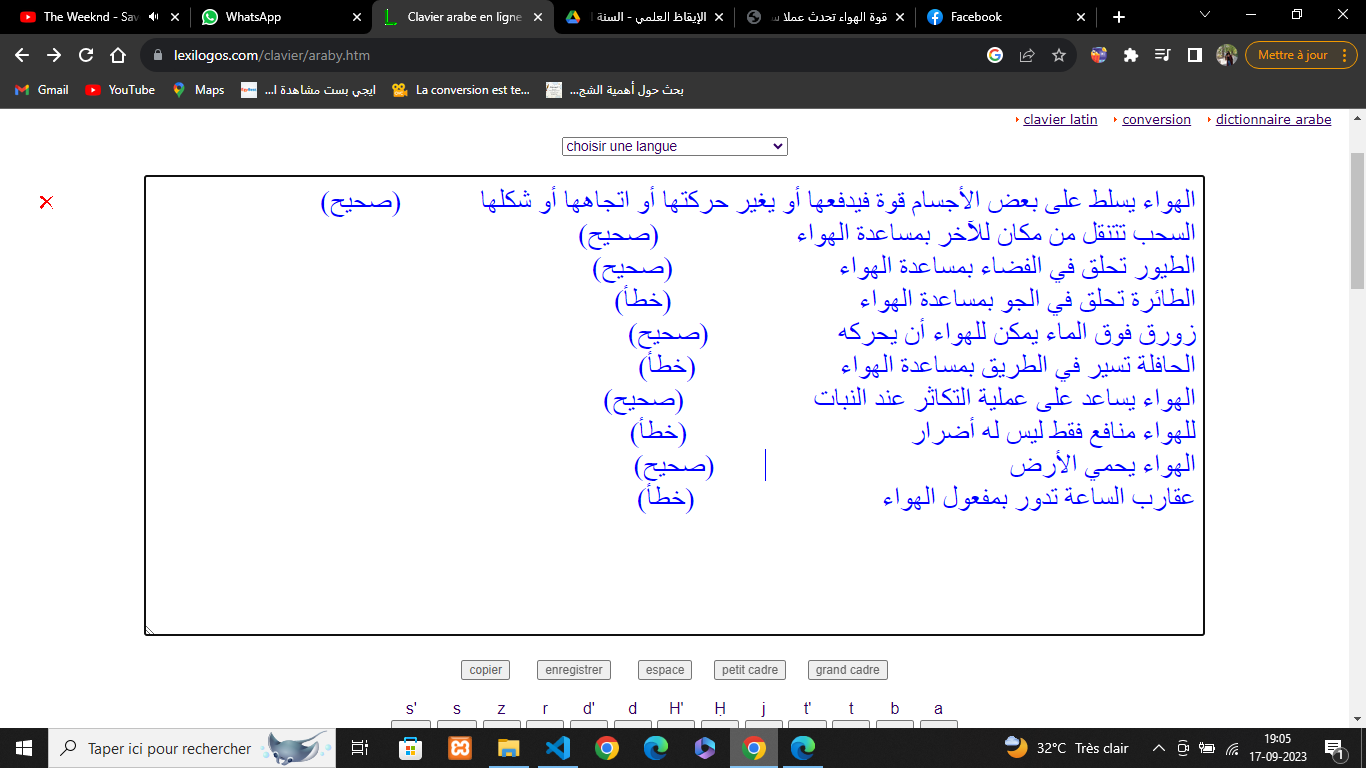 The Weeknd - Sav
WhatsApp
Clavier arabe en ligne
الإيقاظ العلمي - السنة ا
قوة الهواء تحدث عملا س
Facebook
lexilogos.com/clavier/araby.htm
Mettre à jour
Gmail
YouTube
Maps
ايجي بست مشاهدة ا...
La conversion est te...
بحث حول أهمية الشج...
clavier latin
conversion
dictionnaire arabe
choisir une langue
الهواء يسلط على بعض الأجسام قوة فيدفعها أو يغير حركتها أو اتجاهها أو شكلها (صحيح)
السحب تتنقل من مكان للآخر بمساعدة الهواء (صحيح)
الطيور تحلق في الفضاء بمساعدة الهواء (صحيح)
الطائرة تحلق في الجو بمساعدة الهواء (خطأ)
زورق فوق الماء يمكن للهواء أن يحركه (صحيح)
الحافلة تسير في الطريق بمساعدة الهواء (خطأ)
الهواء يساعد على عملية التكاثر عند النبات (صحيح)
للهواء منافع فقط ليس له أضرار (خطأ)
الهواء يحمي الأرض (صحيح)
عقارب الساعة تدور بمفعول الهواء (خطأ)
copier enregistrer espace petit cadre grand cadre
s' s z r d' d H' Ḥ j t' t b a
Taper ici pour rechercher
32°C Très clair
19:05
17-09-2023
1